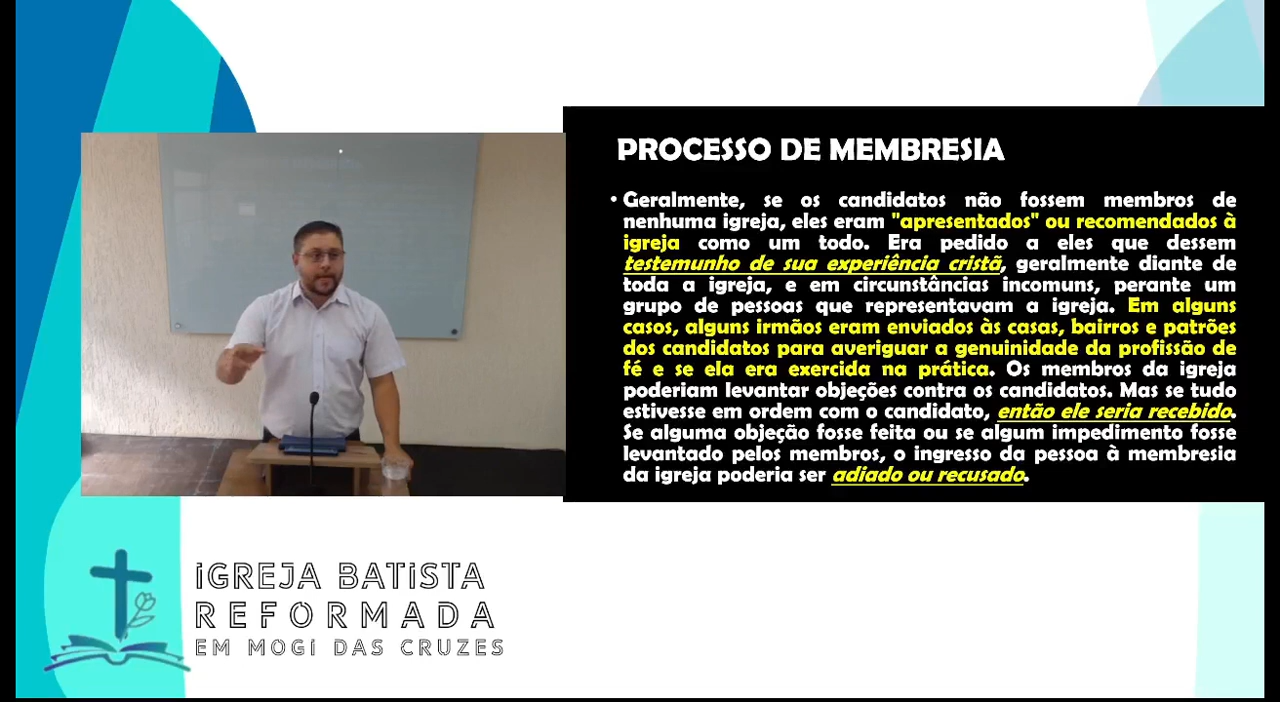 PROCESSO DE MEMBRESIA
• Geralmente, se os candidatos não fossem membros de
nenhuma igreja, eles eram "apresentados" ou recomendados à
igreja como um todo. Era pedido a eles que dessem
testemunho de sua experiência cristã, geralmente diante de
toda a igreja, e em circunstâncias incomuns, perante um
grupo de pessoas que representavam a igreja. Em alguns
casos, alguns irmãos eram enviados às casas, bairros e patrões
dos candidatos para averiguar a genuinidade da profissão de
fé e se ela era exercida na prática. Os membros da igreja
poderiam levantar objeções contra os candidatos. Mas se tudo
estivesse em ordem com o candidato, então ele seria recebido.
Se alguma objeção fosse feita ou se algum impedimento fosse
levantado pelos membros, o ingresso da pessoa à membresia
da igreja poderia ser adiado ou recusado.
IGREJA BATISTA
REFORMADA
EM MOGI DAS CRUZES